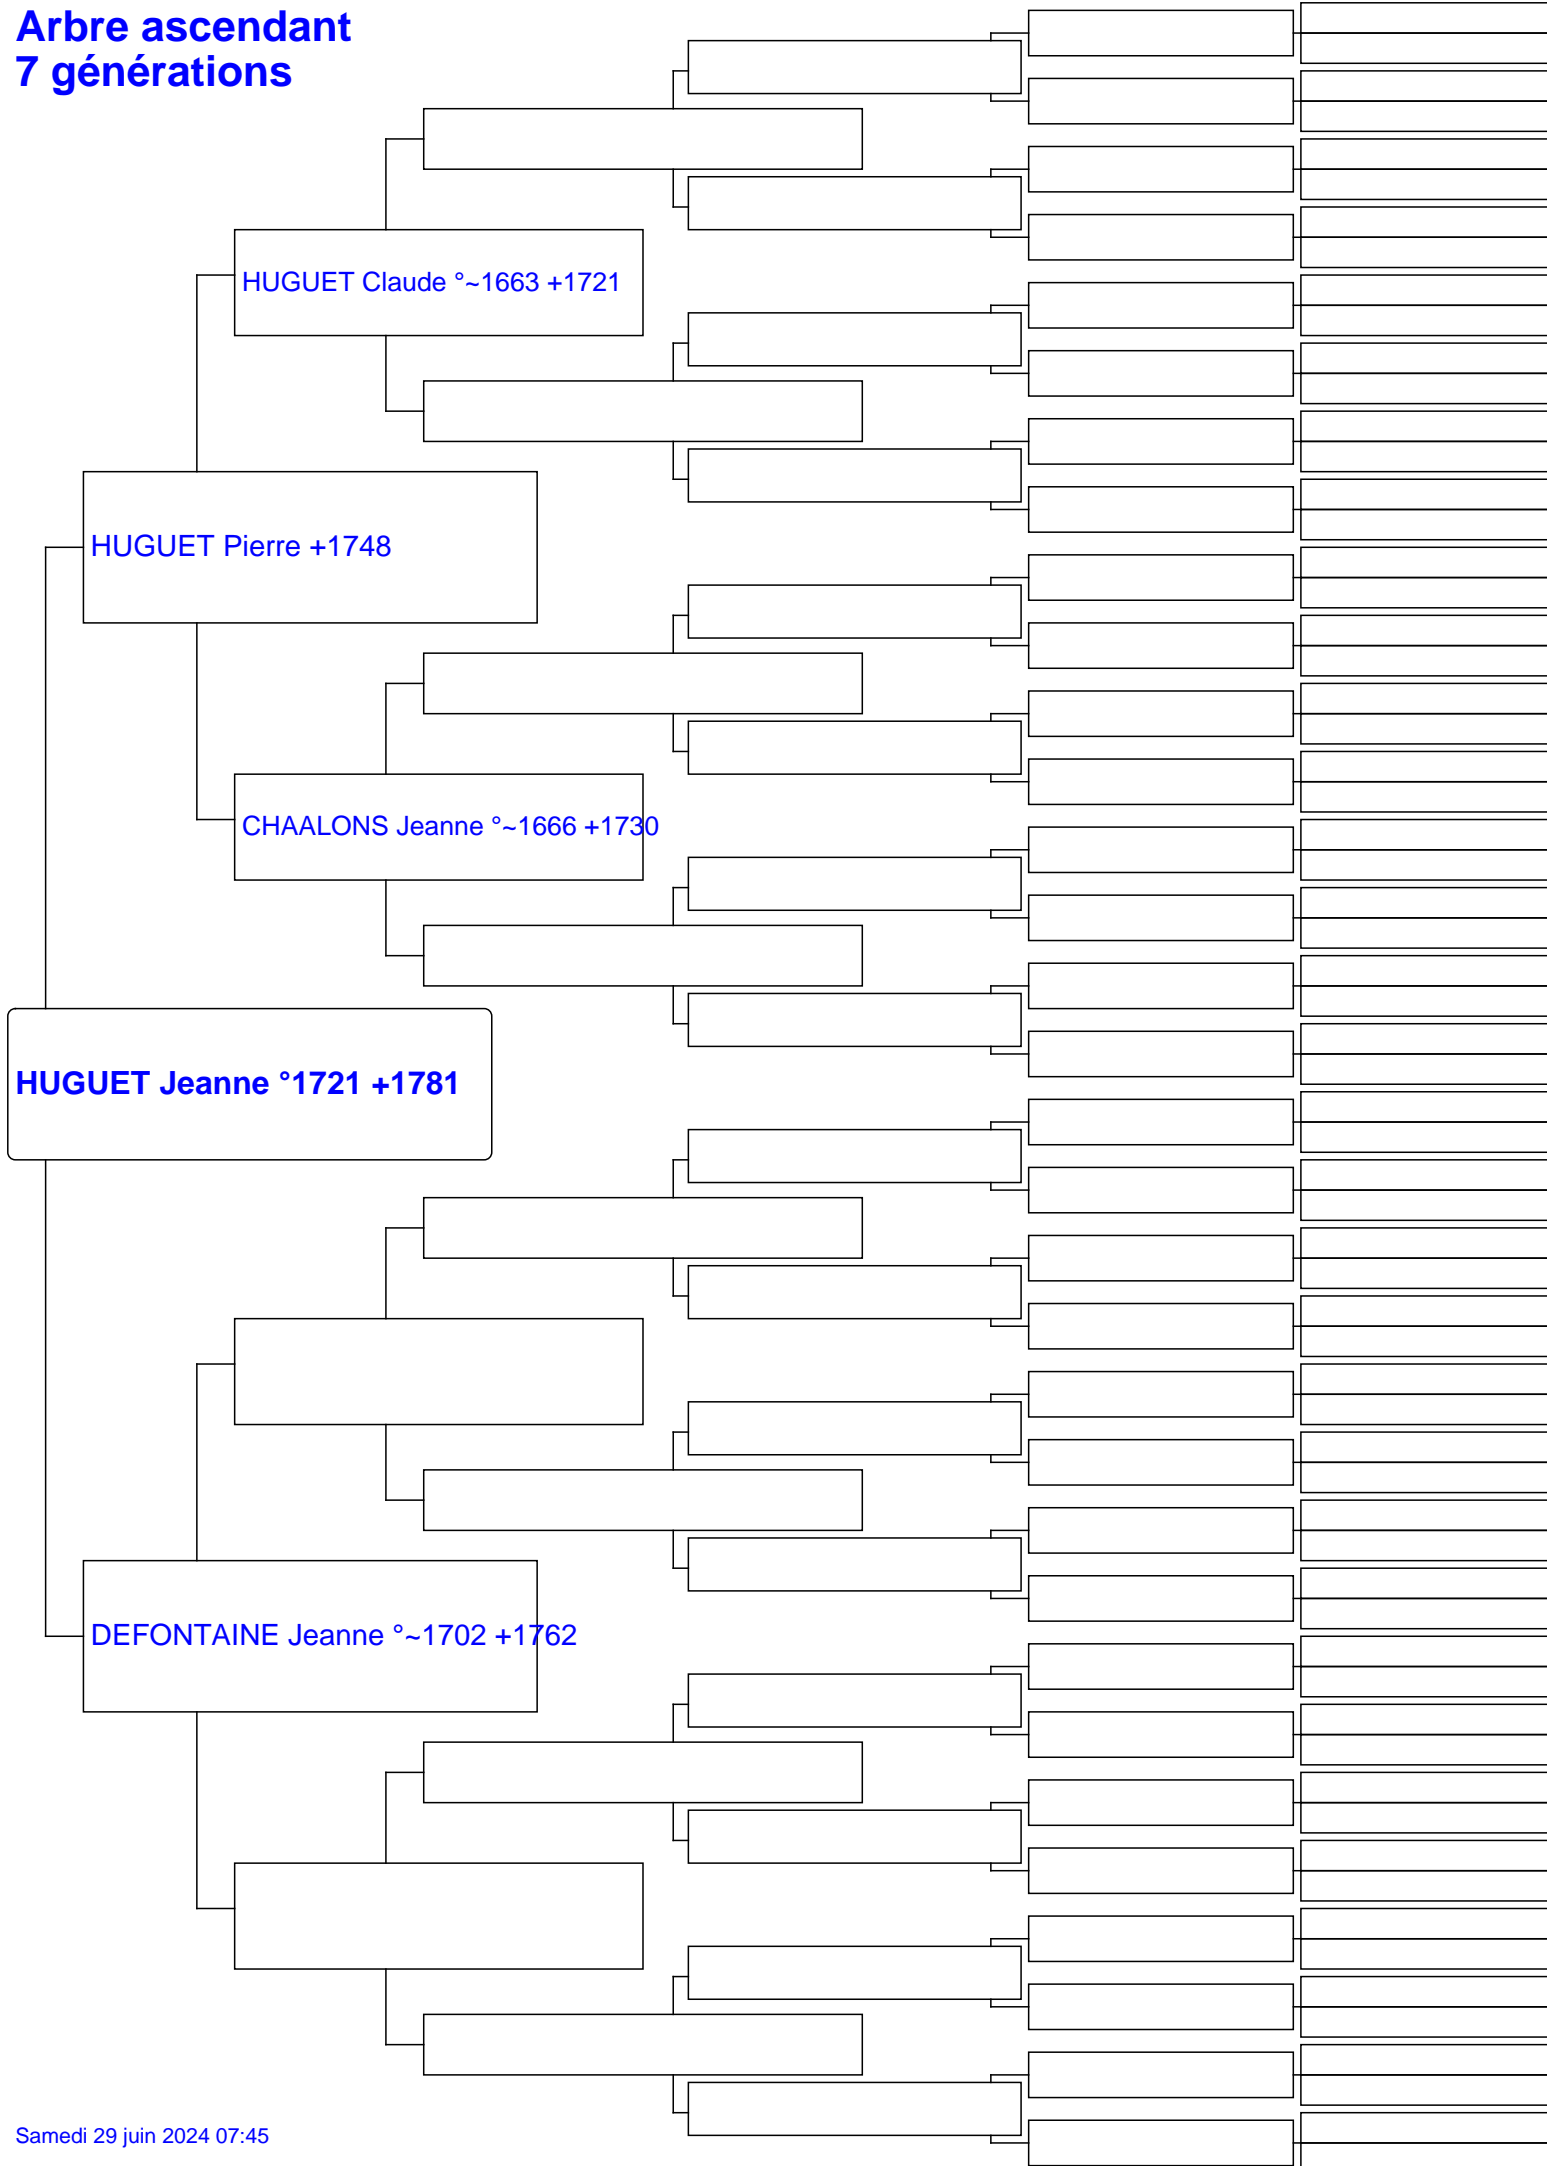 Arbre ascendant
7 générations
HUGUET Claude °~1663 +1721
HUGUET Pierre +1748
CHAALONS Jeanne °~1666 +1730
HUGUET Jeanne °1721 +1781
DEFONTAINE Jeanne °~1702 +1762
Samedi 29 juin 2024 07:45